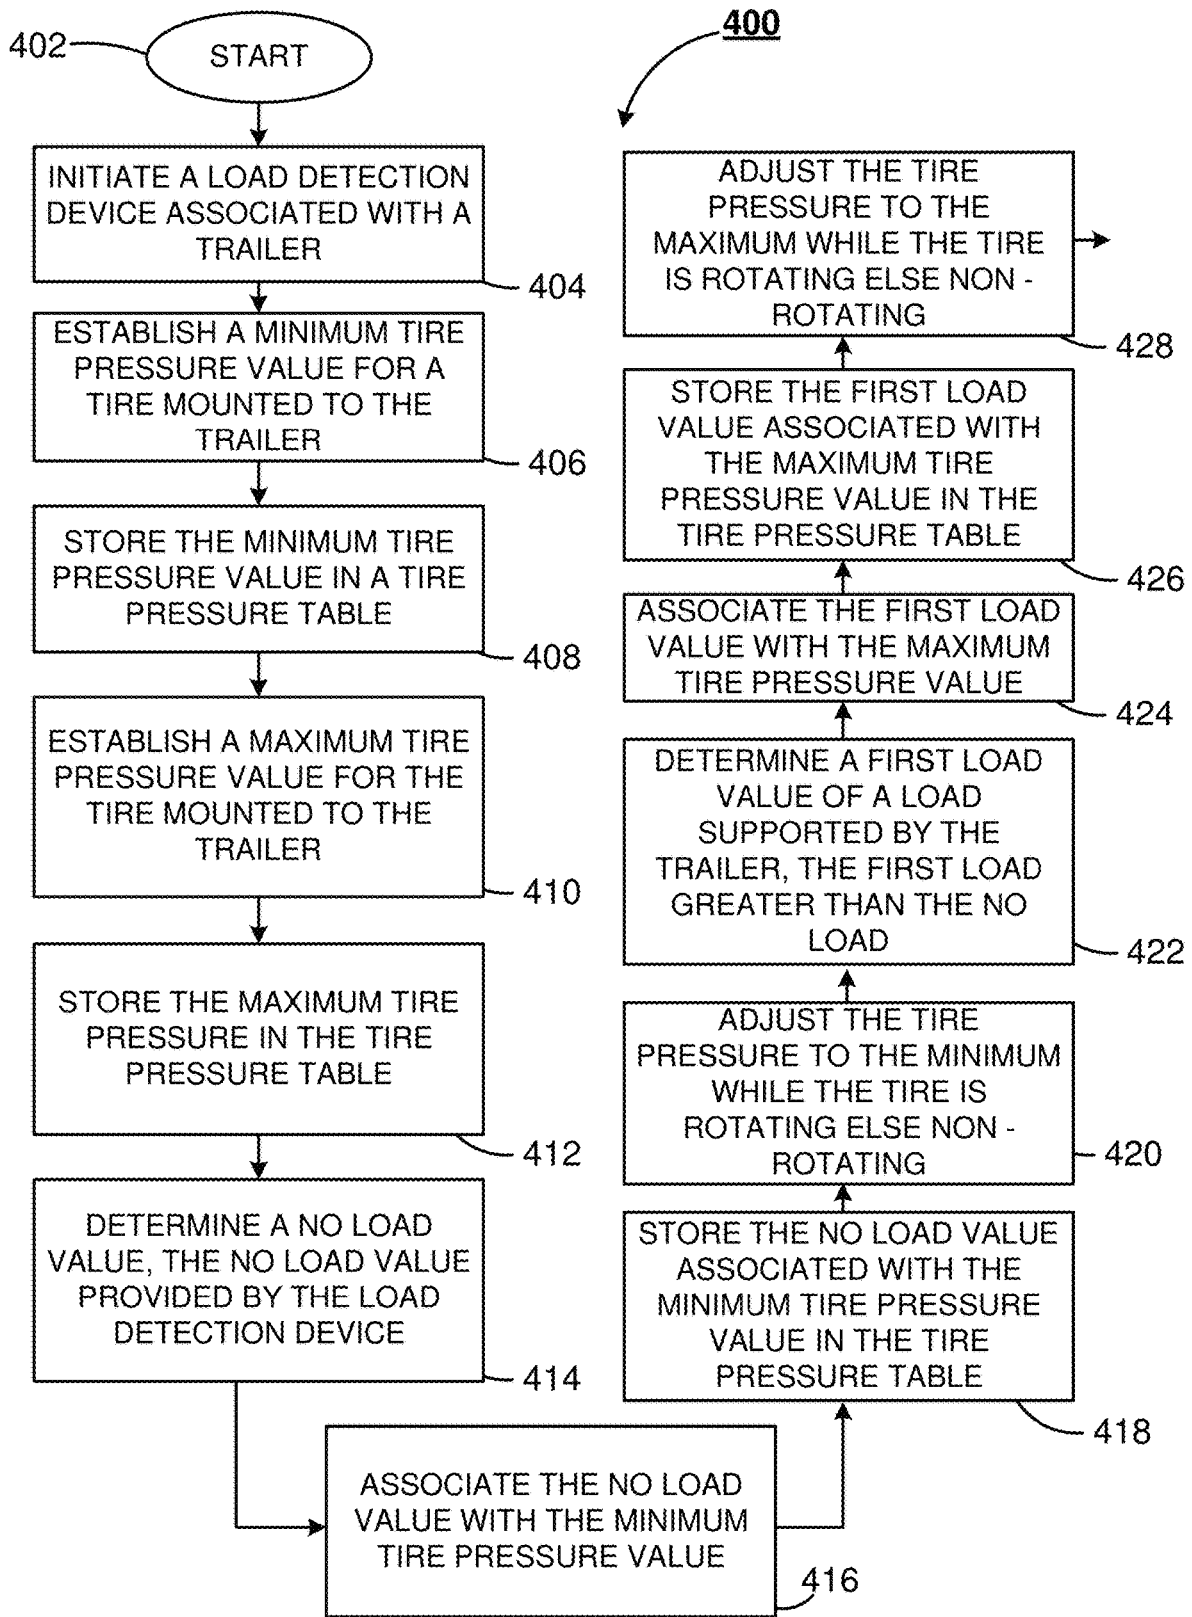 402
START
INITIATE A LOAD DETECTION
DEVICE ASSOCIATED WITH A
TRAILER
404
ESTABLISH A MINIMUM TIRE
PRESSURE VALUE FOR A
TIRE MOUNTED TO THE
TRAILER
406
STORE THE MINIMUM TIRE
PRESSURE VALUE IN A TIRE
PRESSURE TABLE
408
ESTABLISH A MAXIMUM TIRE
PRESSURE VALUE FOR THE
TIRE MOUNTED TO THE
TRAILER
410
STORE THE MAXIMUM TIRE
PRESSURE IN THE TIRE
PRESSURE TABLE
412
DETERMINE A NO LOAD
VALUE, THE NO LOAD VALUE
PROVIDED BY THE LOAD
DETECTION DEVICE
414
ASSOCIATE THE NO LOAD
VALUE WITH THE MINIMUM
TIRE PRESSURE VALUE
416
400
ADJUST THE TIRE
PRESSURE TO THE
MAXIMUM WHILE THE TIRE
IS ROTATING ELSE NON -
ROTATING
428
STORE THE FIRST LOAD
VALUE ASSOCIATED WITH
THE MAXIMUM TIRE
PRESSURE VALUE IN THE
TIRE PRESSURE TABLE
426
ASSOCIATE THE FIRST LOAD
VALUE WITH THE MAXIMUM
TIRE PRESSURE VALUE
424
DETERMINE A FIRST LOAD
VALUE OF A LOAD
SUPPORTED BY THE
TRAILER, THE FIRST LOAD
GREATER THAN THE NO
LOAD
422
ADJUST THE TIRE
PRESSURE TO THE MINIMUM
WHILE THE TIRE IS
ROTATING ELSE NON -
ROTATING
420
STORE THE NO LOAD VALUE
ASSOCIATED WITH THE
MINIMUM TIRE PRESSURE
VALUE IN THE TIRE
PRESSURE TABLE
418